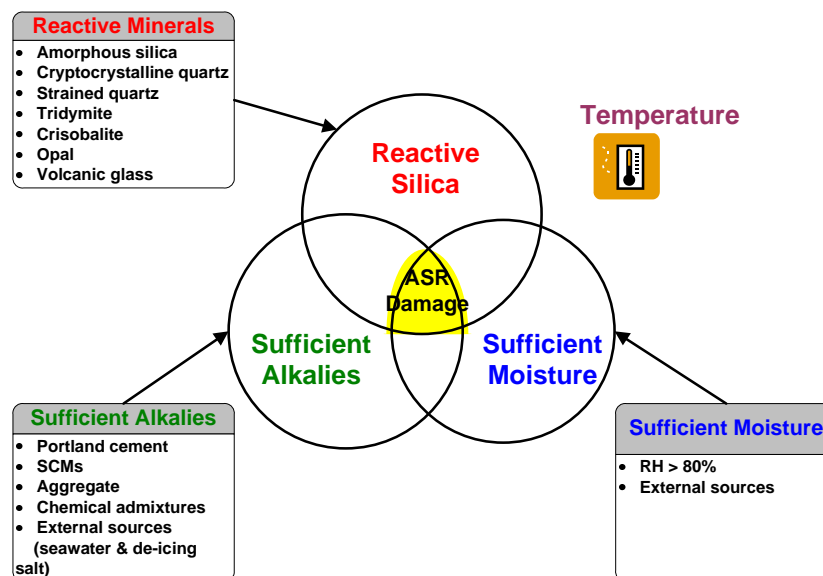 Reactive Minerals
• Amorphous silica
• Cryptocrystalline quartz
• Strained quartz
• Tridymite
• Crisobalite
• Opal
• Volcanic glass
Temperature
Reactive
Silica
ASR
Damage
Sufficient
Alkalies
Sufficient
Moisture
Sufficient Alkalies
• Portland cement
• SCMs
• Aggregate
• Chemical admixtures
• External sources
(seawater & de-icing
salt)
Sufficient Moisture
• RH > 80%
• External sources